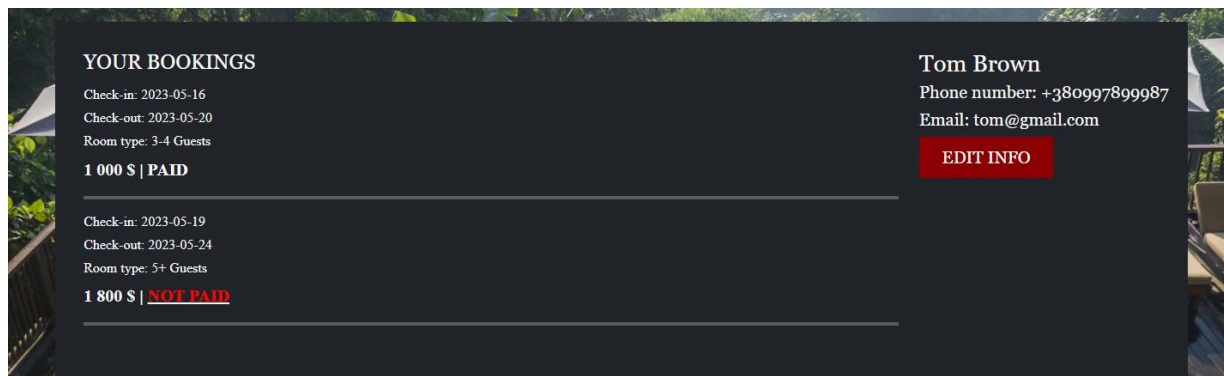 YOUR BOOKINGS
Check-in: 2023-05-16
Check-out: 2023-05-20
Room type: 3-4 Guests
1 000 $ | PAID
Check-in: 2023-05-19
Check-out: 2023-05-24
Room type: 5+ Guests
1 800 $ | NOT PAID
Tom Brown
Phone number: +380997899987
Email: tom@gmail.com
EDIT INFO